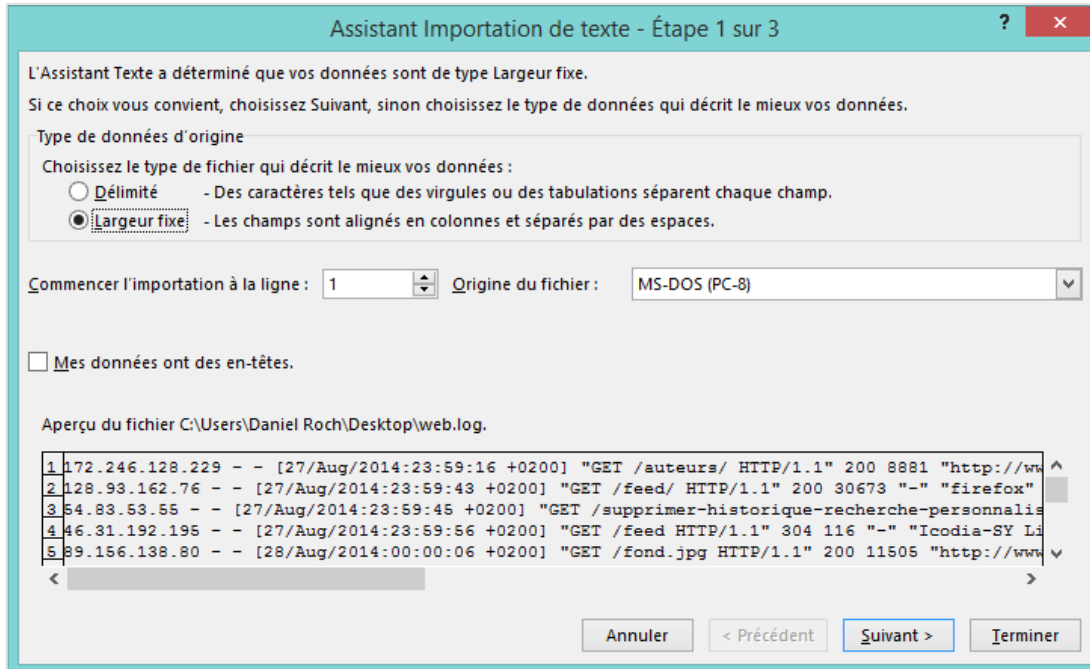 Assistant Importation de texte - Étape 1 sur 3
?
L'Assistant Texte a déterminé que vos données sont de type Largeur fixe.
Si ce choix vous convient, choisissez Suivant, sinon choisissez le type de données qui décrit le mieux vos données.
Type de données d'origine
Choisissez le type de fichier qui décrit le mieux vos données :
Délimité - Des caractères tels que des virgules ou des tabulations séparent chaque champ.
Largeur fixe - Les champs sont alignés en colonnes et séparés par des espaces.
Commencer l'importation à la ligne : 1 Origine du fichier : MS-DOS (PC-8)
Mes données ont des en-têtes.
Aperçu du fichier C:\Users\Daniel Roch\Desktop\web.log.
1 172.246.128.229 - - [27/Aug/2014:23:59:16 +0200] "GET /auteurs/ HTTP/1.1" 200 8881 "http://ww
2 128.93.162.76 - - [27/Aug/2014:23:59:43 +0200] "GET /feed/ HTTP/1.1" 200 30673 "-" "firefox"
3 54.83.53.55 - - [27/Aug/2014:23:59:45 +0200] "GET /supprimer-historique-recherche-personnalis
4 46.31.192.195 - - [27/Aug/2014:23:59:56 +0200] "GET /feed HTTP/1.1" 304 116 "-" "Icodia-SY Li
5 89.156.138.80 - - [28/Aug/2014:00:00:06 +0200] "GET /fond.jpg HTTP/1.1" 200 11505 "http://www
Annuler < Précédent Suivant > Terminer